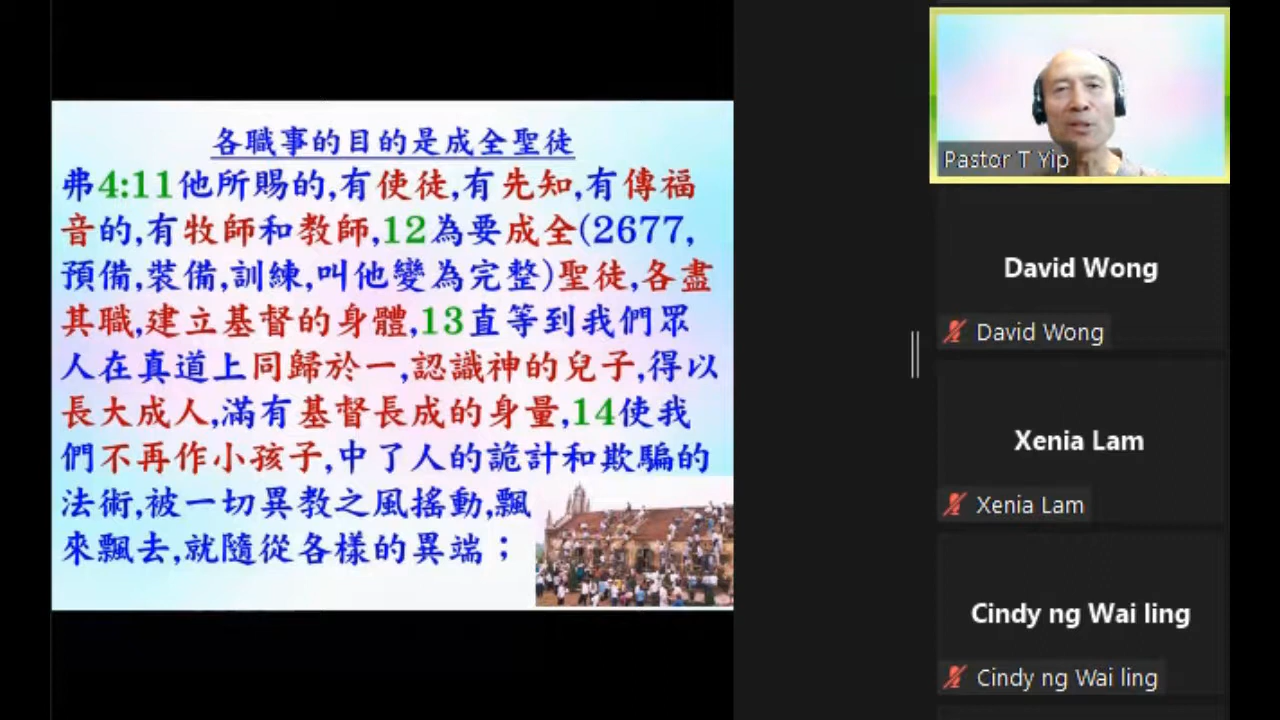 各職事的目的是成全聖徒
弗4:11他所賜的,有使徒,有先知,有傳福
音的,有牧師和教師,12為要成全(2677,
預備,裝備,訓練,叫他變為完整)聖徒,各盡
其職,建立基督的身體,13直等到我們眾
人在真道上同歸於一,認識神的兒子,得以
長大成人,滿有基督長成的身量,14使我
們不再作小孩子,中了人的詭計和欺騙的
法術,被一切異教之風搖動,飄
來飄去,就隨從各樣的異端；
Pastor T Yip
David Wong
David Wong
Xenia Lam
Xenia Lam
Cindy ng Wai ling
Cindy ng Wai ling